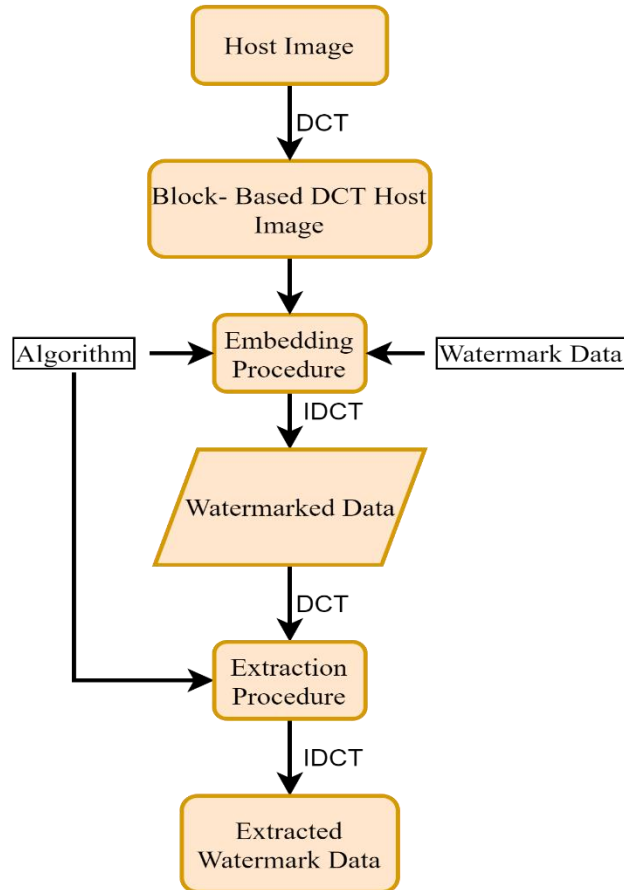 Host Image
DCT
Block- Based DCT Host
Image
Algorithm
Embedding
Procedure
Watermark Data
IDCT
Watermarked Data
DCT
Extraction
Procedure
IDCT
Extracted
Watermark Data